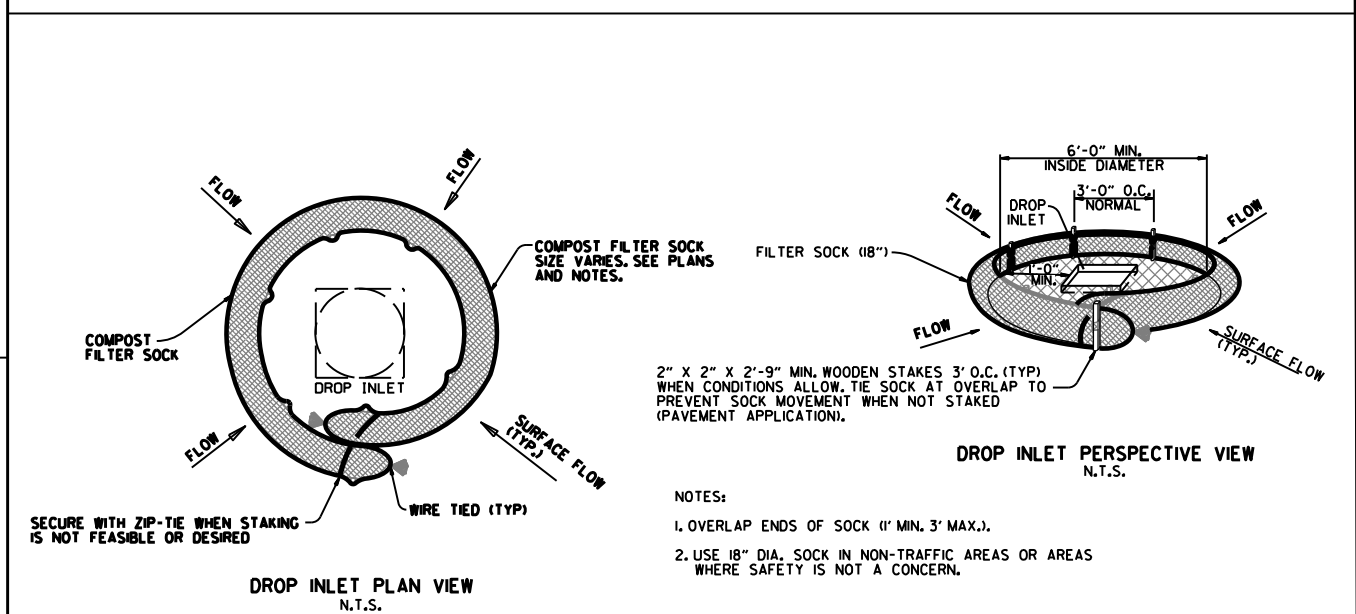 FLOW
FLOW
COMPOST FILTER SOCK
SIZE VARIES. SEE PLANS
AND NOTES.
COMPOST
FILTER SOCK
DROP INLET
FLOW
SURFACE FLOW
(TYP.)
WIRE TIED (TYP)
SECURE WITH ZIP-TIE WHEN STAKING
IS NOT FEASIBLE OR DESIRED
DROP INLET PLAN VIEW
N.T.S.
6'-0" MIN.
INSIDE DIAMETER
3'-0" O.C.
NORMAL
DROP
INLET
FLOW
FLOW
FILTER SOCK (18")
1'-0"
MIN.
FLOW
SURFACE FLOW
(TYP.)
2" X 2" X 2'-9" MIN. WOODEN STAKES 3' O.C. (TYP)
WHEN CONDITIONS ALLOW. TIE SOCK AT OVERLAP TO
PREVENT SOCK MOVEMENT WHEN NOT STAKED
(PAVEMENT APPLICATION).
DROP INLET PERSPECTIVE VIEW
N.T.S.
NOTES:
1. OVERLAP ENDS OF SOCK (1' MIN. 3' MAX.).
2. USE 18" DIA. SOCK IN NON-TRAFFIC AREAS OR AREAS
WHERE SAFETY IS NOT A CONCERN.